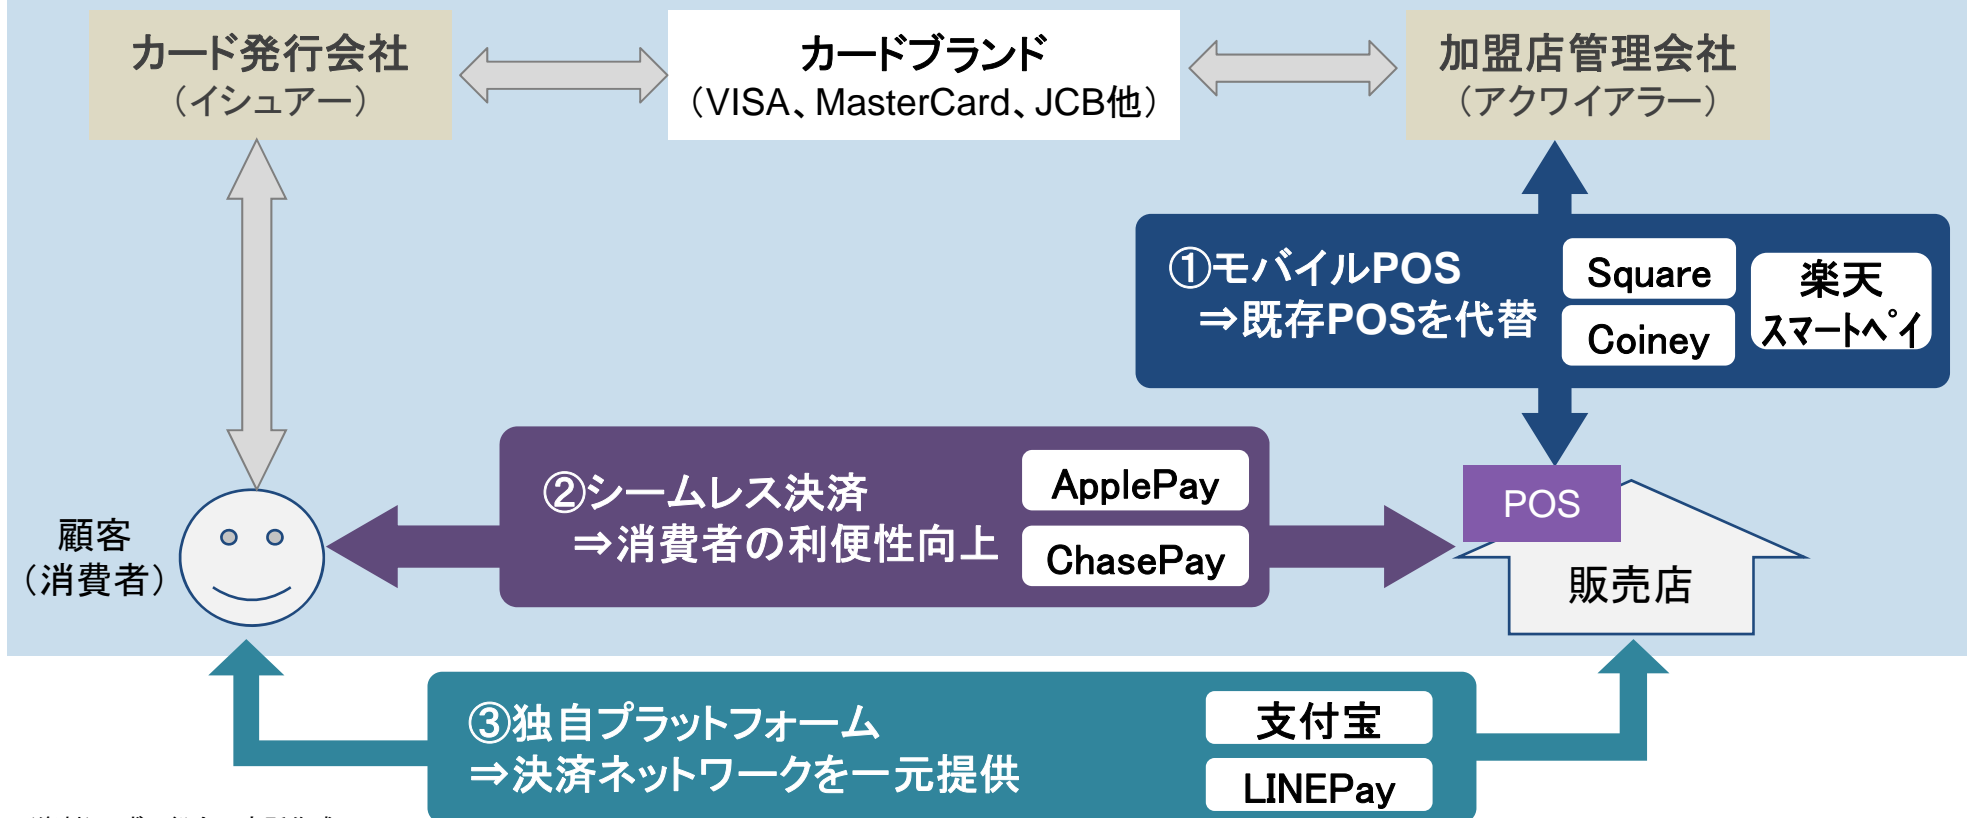 カード発行会社
（イシュアー）
カードブランド
（VISA、MasterCard、JCB他）
加盟店管理会社
（アクワイアラー）
①モバイルPOS
⇒既存POSを代替
Square
Coiney
楽天
スマートペイ
②シームレス決済
⇒消費者の利便性向上
ApplePay
ChasePay
顧客
（消費者）
POS
販売店
③独自プラットフォーム
⇒決済ネットワークを一元提供
支付宝
LINEPay